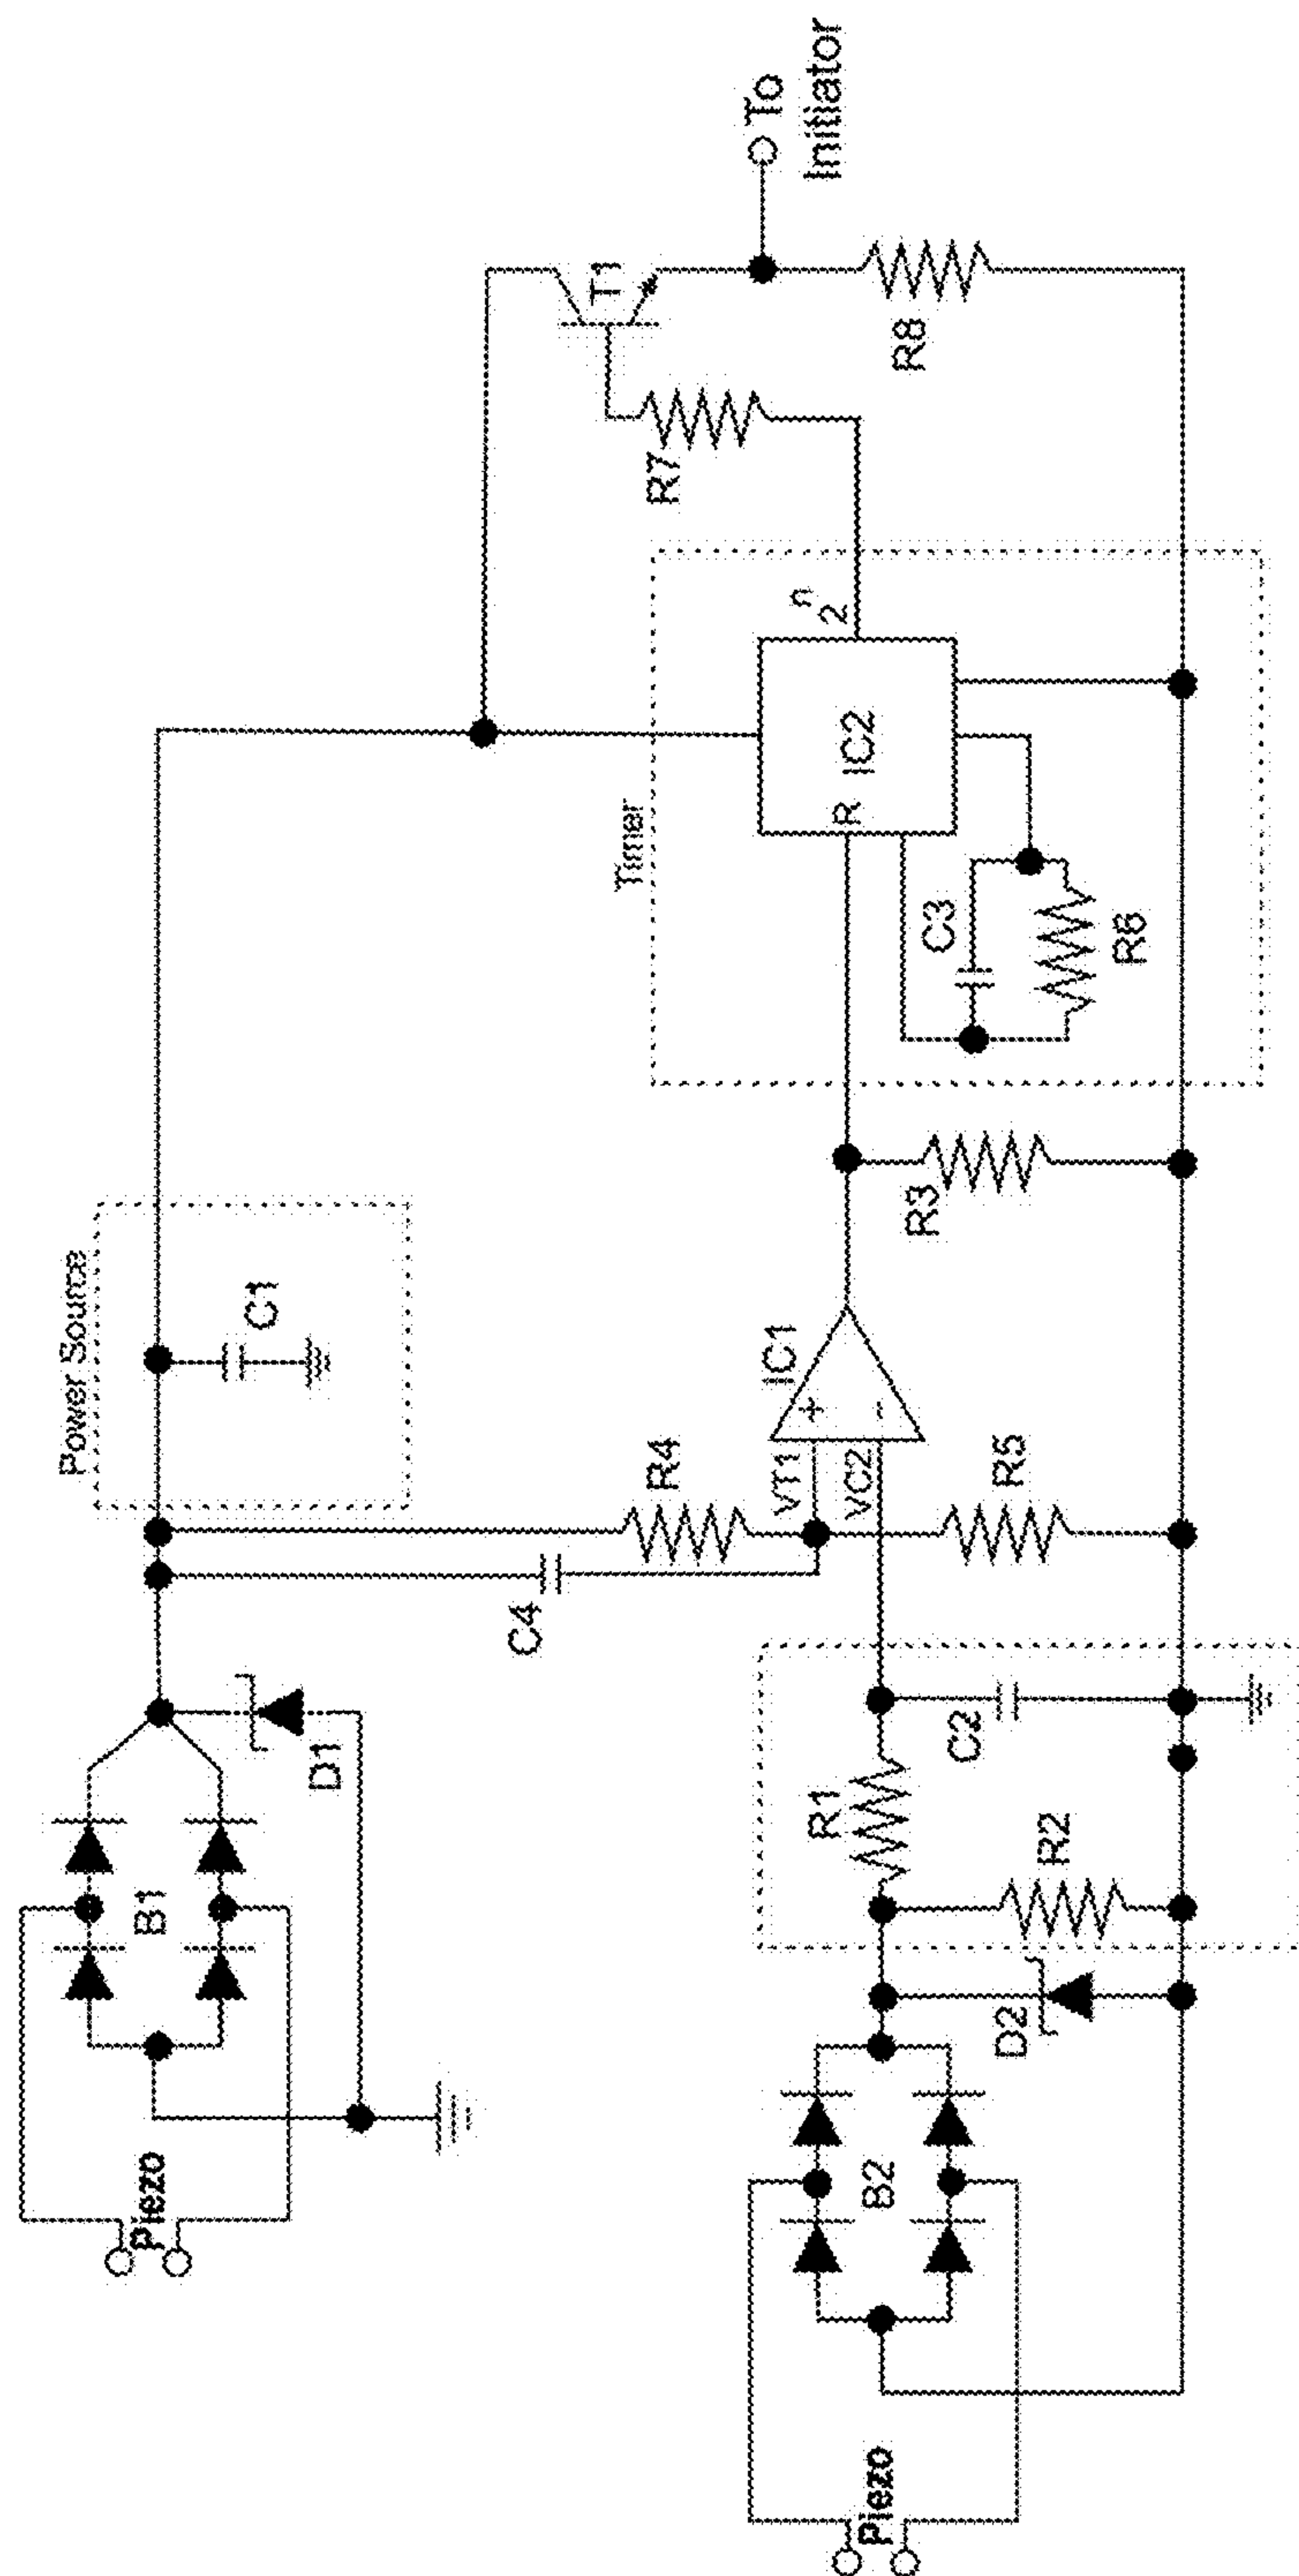 Piezo
B1
D1
Power Source
C1
C4
R4
Piezo
B2
D2
R1
R2
C2
VT1
VC2
+
-
IC1
R5
R3
Timer
R
IC2
n
2
C3
R6
R7
T1
R8
To
Initiator